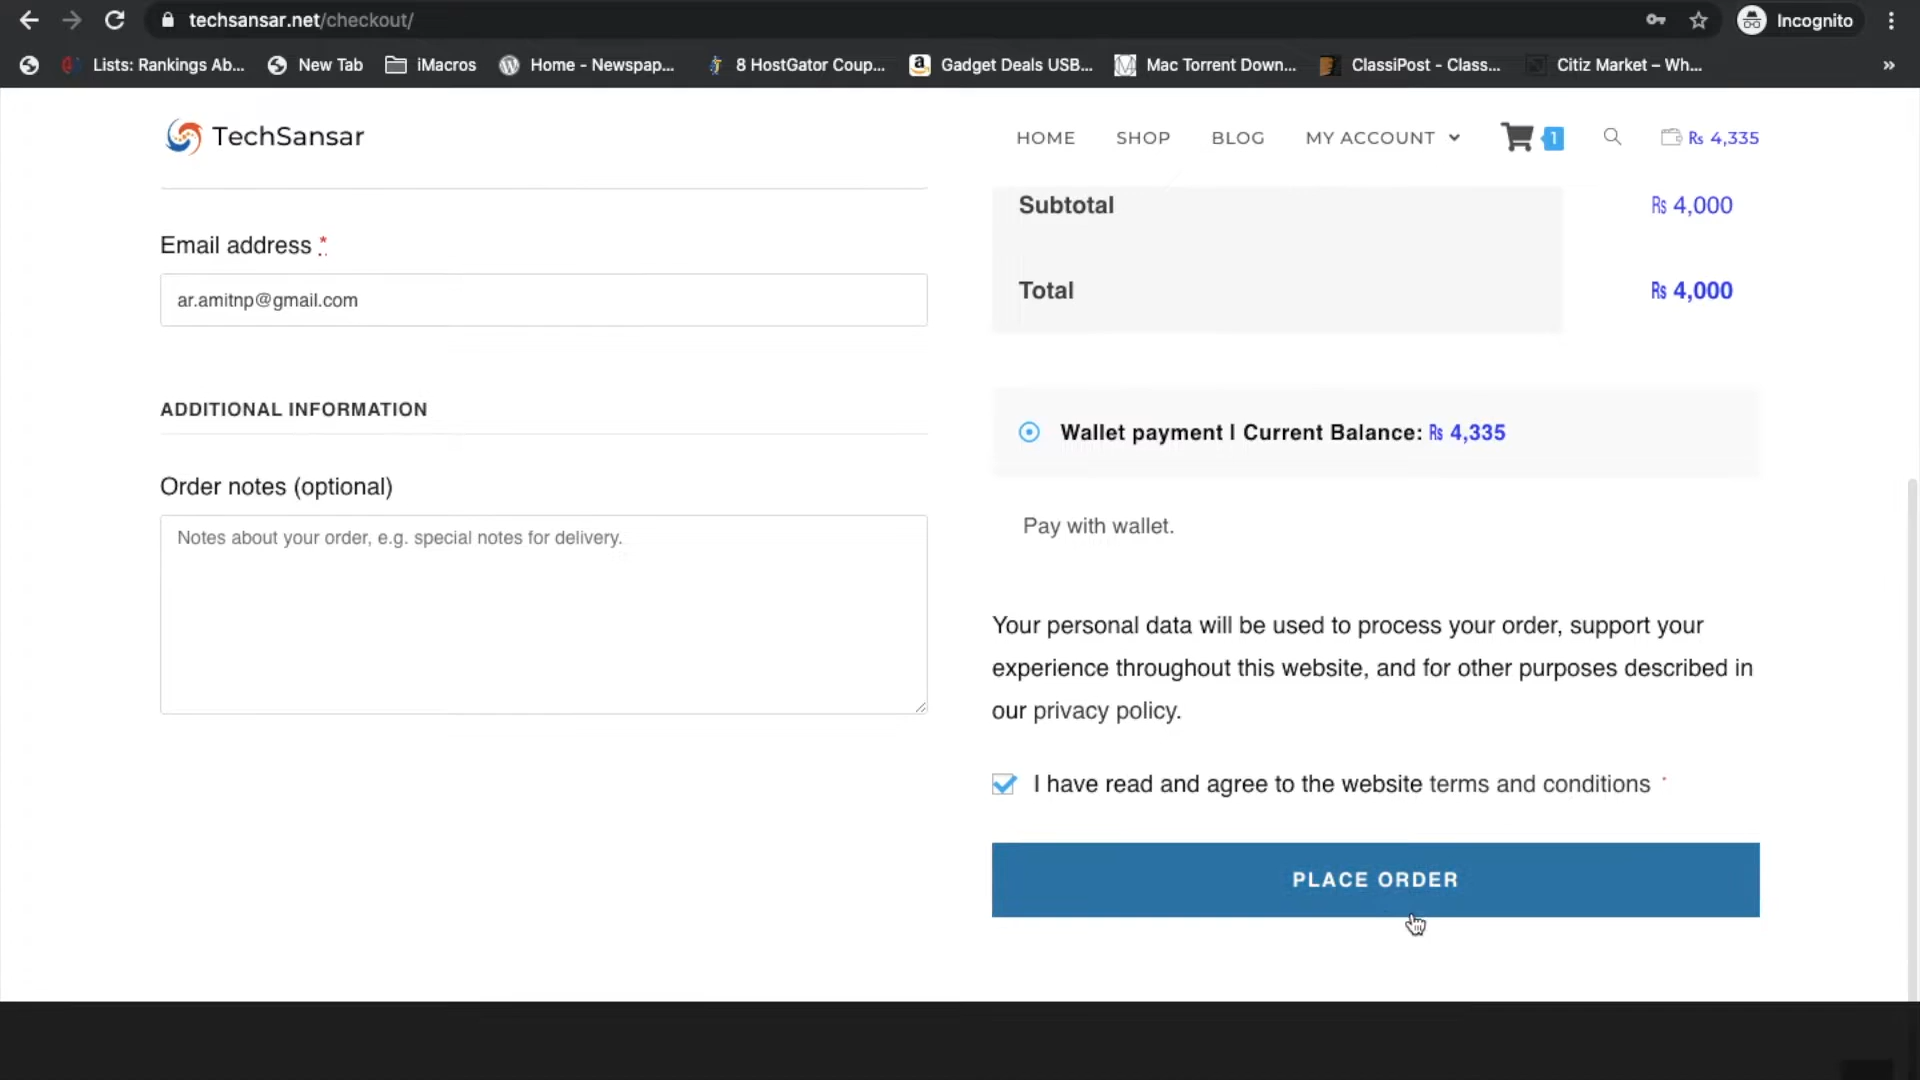 techsansar.net/checkout/
Incognito
Lists: Rankings Ab...
New Tab
iMacros
Home - Newspap...
8 HostGator Coup...
Gadget Deals USB...
Mac Torrent Down...
ClassiPost - Class...
Citiz Market – Wh...
»
TechSansar
HOME
SHOP
BLOG
MY ACCOUNT
1
₨ 4,335
Subtotal
₨ 4,000
Email address *
ar.amitnp@gmail.com
Total
₨ 4,000
ADDITIONAL INFORMATION
Wallet payment | Current Balance: ₨ 4,335
Order notes (optional)
Notes about your order, e.g. special notes for delivery.
Pay with wallet.
Your personal data will be used to process your order, support your
experience throughout this website, and for other purposes described in
our privacy policy.
I have read and agree to the website terms and conditions *
PLACE ORDER